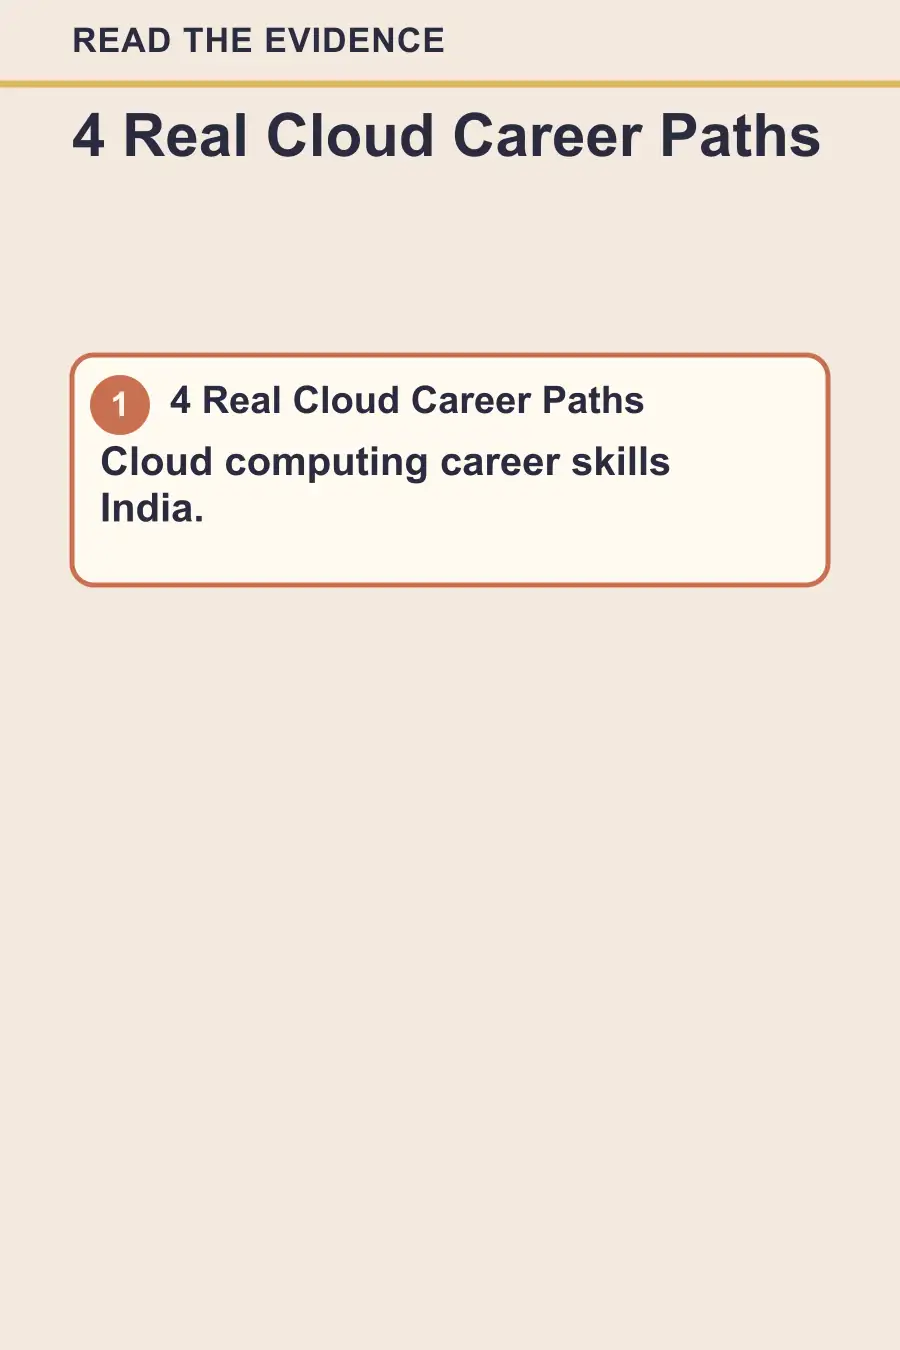 READ THE EVIDENCE
4 Real Cloud Career Paths
1
4 Real Cloud Career Paths
Cloud computing career skills
India.